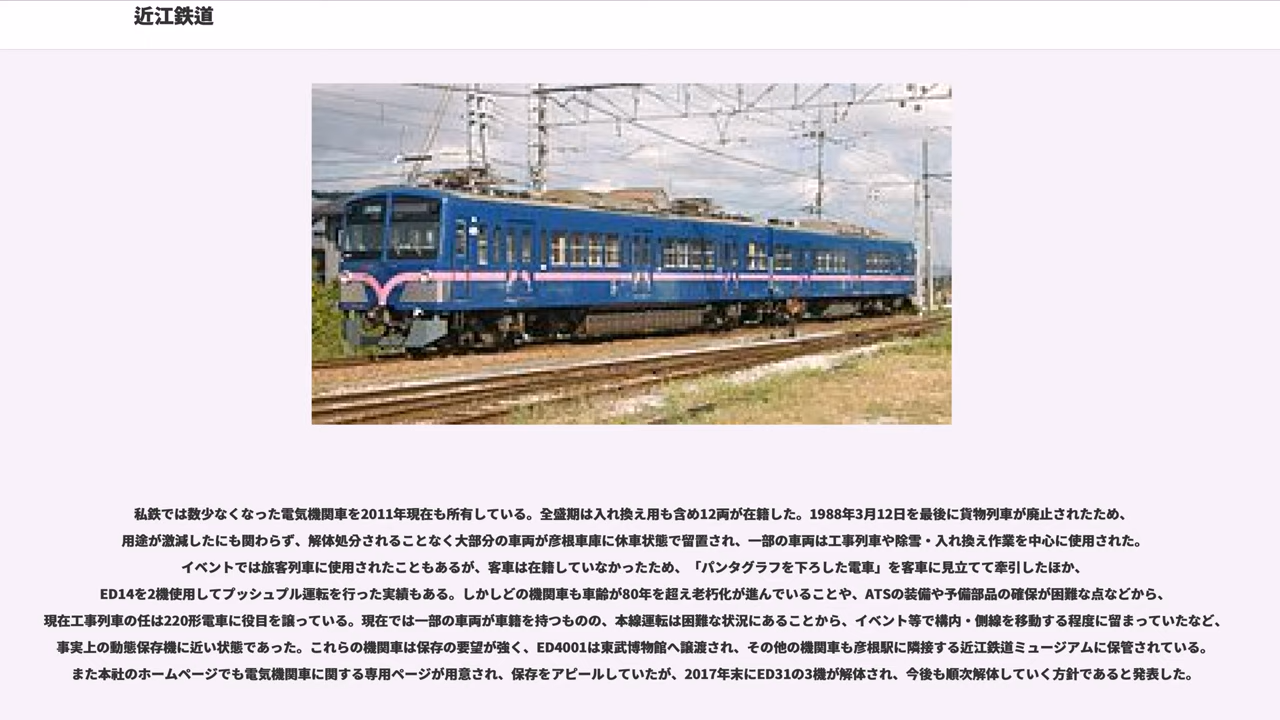 近江鉄道
私鉄では数少なくなった電気機関車を2011年現在も所有している。全盛期は入れ換え用も含め12両が在籍した。1988年3月12日を最後に貨物列車が廃止されたため、
用途が激減したにも関わらず、解体処分されることなく大部分の車両が彦根車庫に休車状態で留置され、一部の車両は工事列車や除雪・入れ換え作業を中心に使用された。
イベントでは旅客列車に使用されたこともあるが、客車は在籍していなかったため、「パンタグラフを下ろした電車」を客車に見立てて牽引したほか、
ED14を2機使用してプッシュプル運転を行った実績もある。しかしどの機関車も車齢が80年を超え老朽化が進んでいることや、ATSの装備や予備部品の確保が困難な点などから、
現在工事列車の任は220形電車に役目を譲っている。現在では一部の車両が車籍を持つものの、本線運転は困難な状況にあることから、イベント等で構内・側線を移動する程度に留まっていたなど、
事実上の動態保存機に近い状態であった。これらの機関車は保存の要望が強く、ED4001は東武博物館へ譲渡され、その他の機関車も彦根駅に隣接する近江鉄道ミュージアムに保管されている。
また本社のホームページでも電気機関車に関する専用ページが用意され、保存をアピールしていたが、2017年末にED31の3機が解体され、今後も順次解体していく方針であると発表した。